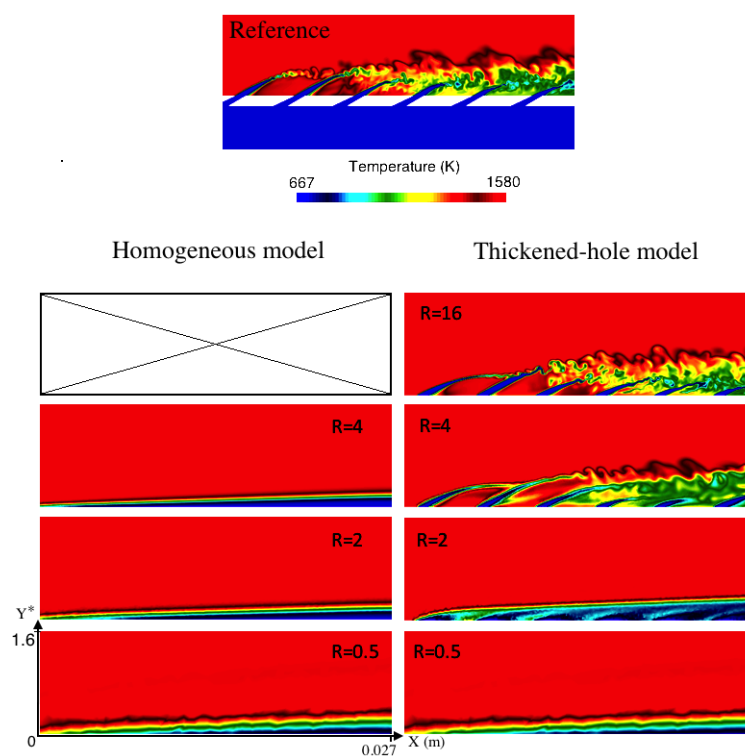 Reference
Temperature (K)
667 1580
Homogeneous model Thickened-hole model
R=16
R=4 R=4
R=2 R=2
Y*
1.6
R=0.5 R=0.5
0
0.027
X (m)